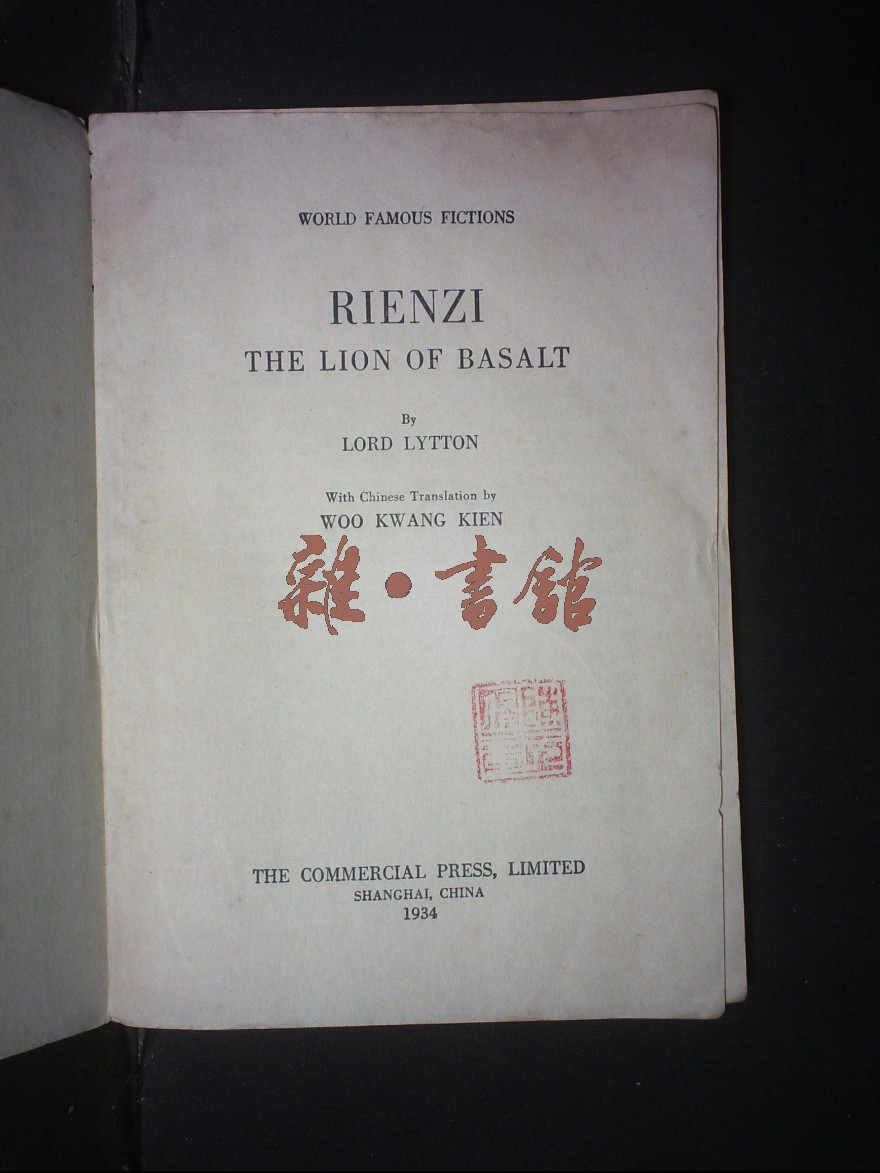 WORLD FAMOUS FICTIONS
RIENZI
THE LION OF BASALT
By
LORD LYTTON
With Chinese Translation by
WOO KWANG KIEN
雜·書館
THE COMMERCIAL PRESS, LIMITED
SHANGHAI, CHINA
1934